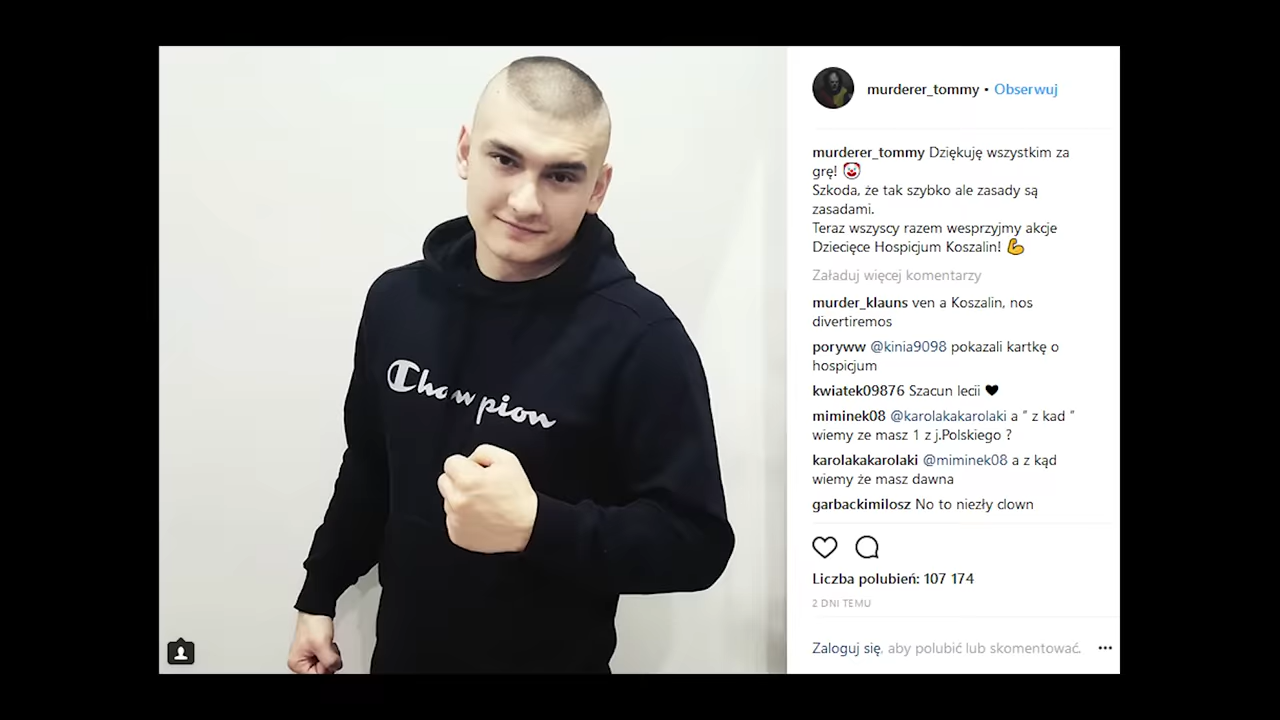 Champion
murderer_tommy • Obserwuj
murderer_tommy Dziękuję wszystkim za
grę! 🤡
Szkoda, że tak szybko ale zasady są
zasadami.
Teraz wszyscy razem wesprzyjmy akcje
Dziecięce Hospicjum Koszalin! 💪
Załaduj więcej komentarzy
murder_klauns ven a Koszalin, nos
divertiremos
poryww @kinia9098 pokazali kartkę o
hospicjum
kwiatek09876 Szacun lecii 🖤
miminek08 @karolakakarolaki a " z kad "
wiemy ze masz 1 z j.Polskiego ?
karolakakarolaki @miminek08 a z kąd
wiemy że masz dawna
garbackimilosz No to niezły clown
Liczba polubień: 107 174
2 DNI TEMU
Zaloguj się, aby polubić lub skomentować.